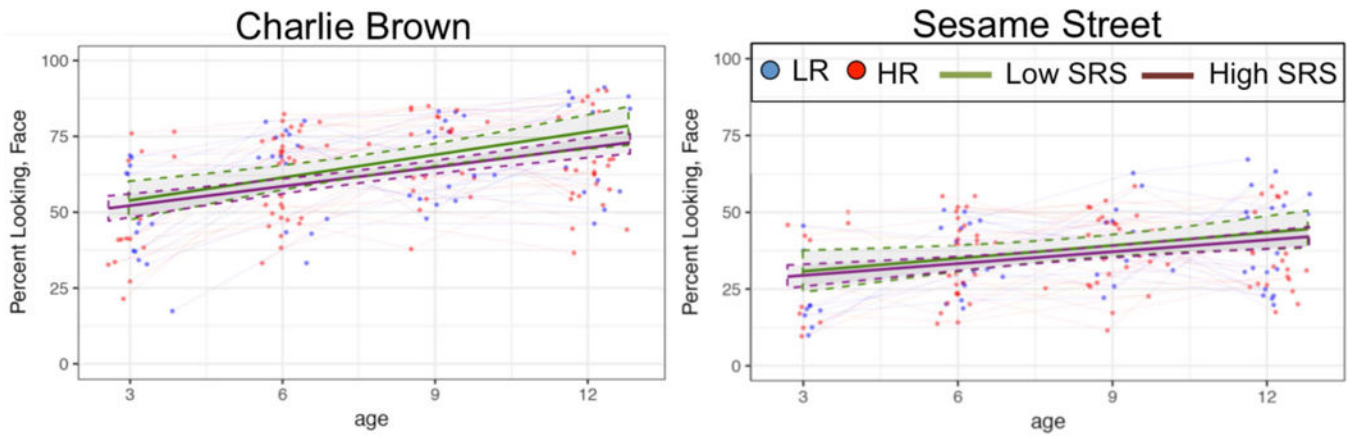 Charlie Brown
Percent Looking, Face
100
75
50
25
0
3
6
9
12
age
Sesame Street
LR
HR
Low SRS
High SRS
Percent Looking, Face
100
75
50
25
0
3
6
9
12
age